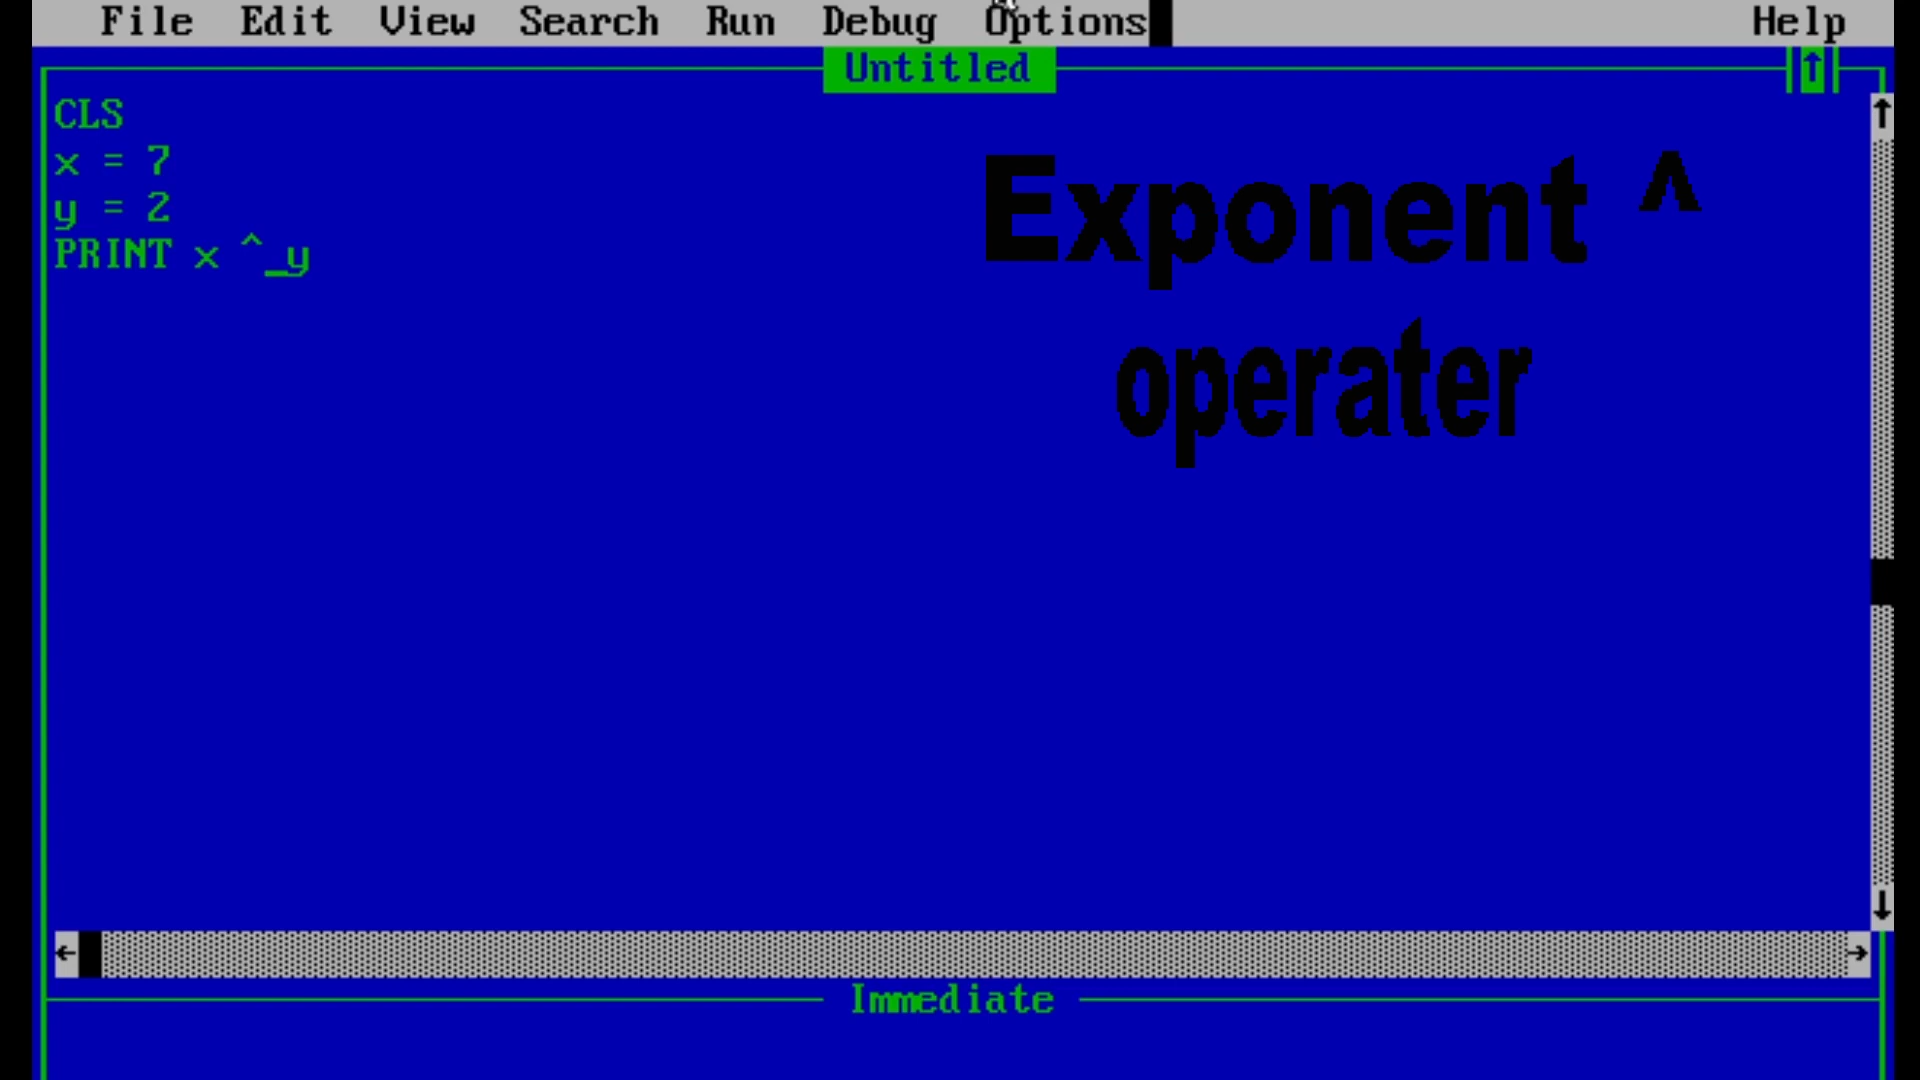 File Edit View Search Run Debug Options Help
Untitled
CLS
x = 7
y = 2
PRINT x ^ y
Exponent ^
operater
Immediate